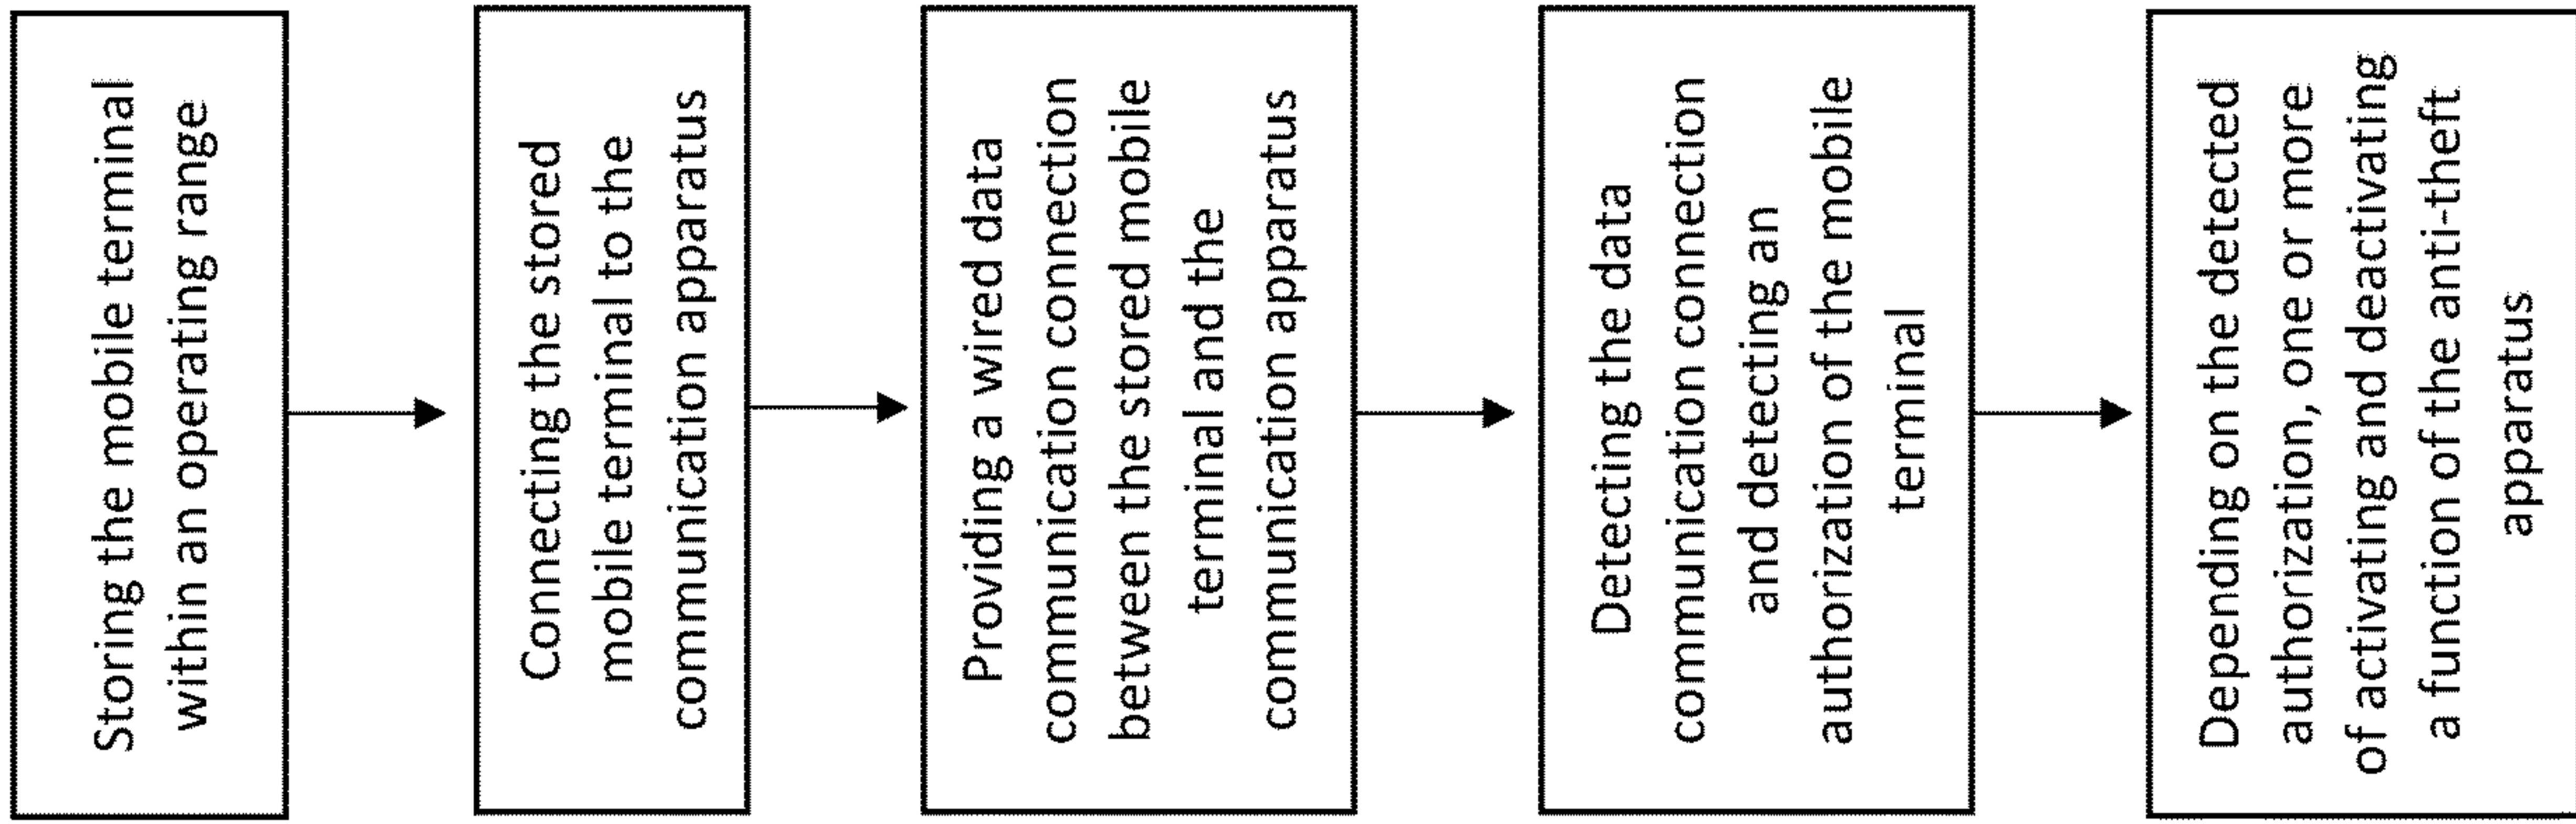 Storing the mobile terminal
within an operating range
Connecting the stored
mobile terminal to the
communication apparatus
Providing a wired data
communication connection
between the stored mobile
terminal and the
communication apparatus
Detecting the data
communication connection
and detecting an
authorization of the mobile
terminal
Depending on the detected
authorization, one or more
of activating and deactivating
a function of the anti-theft
apparatus